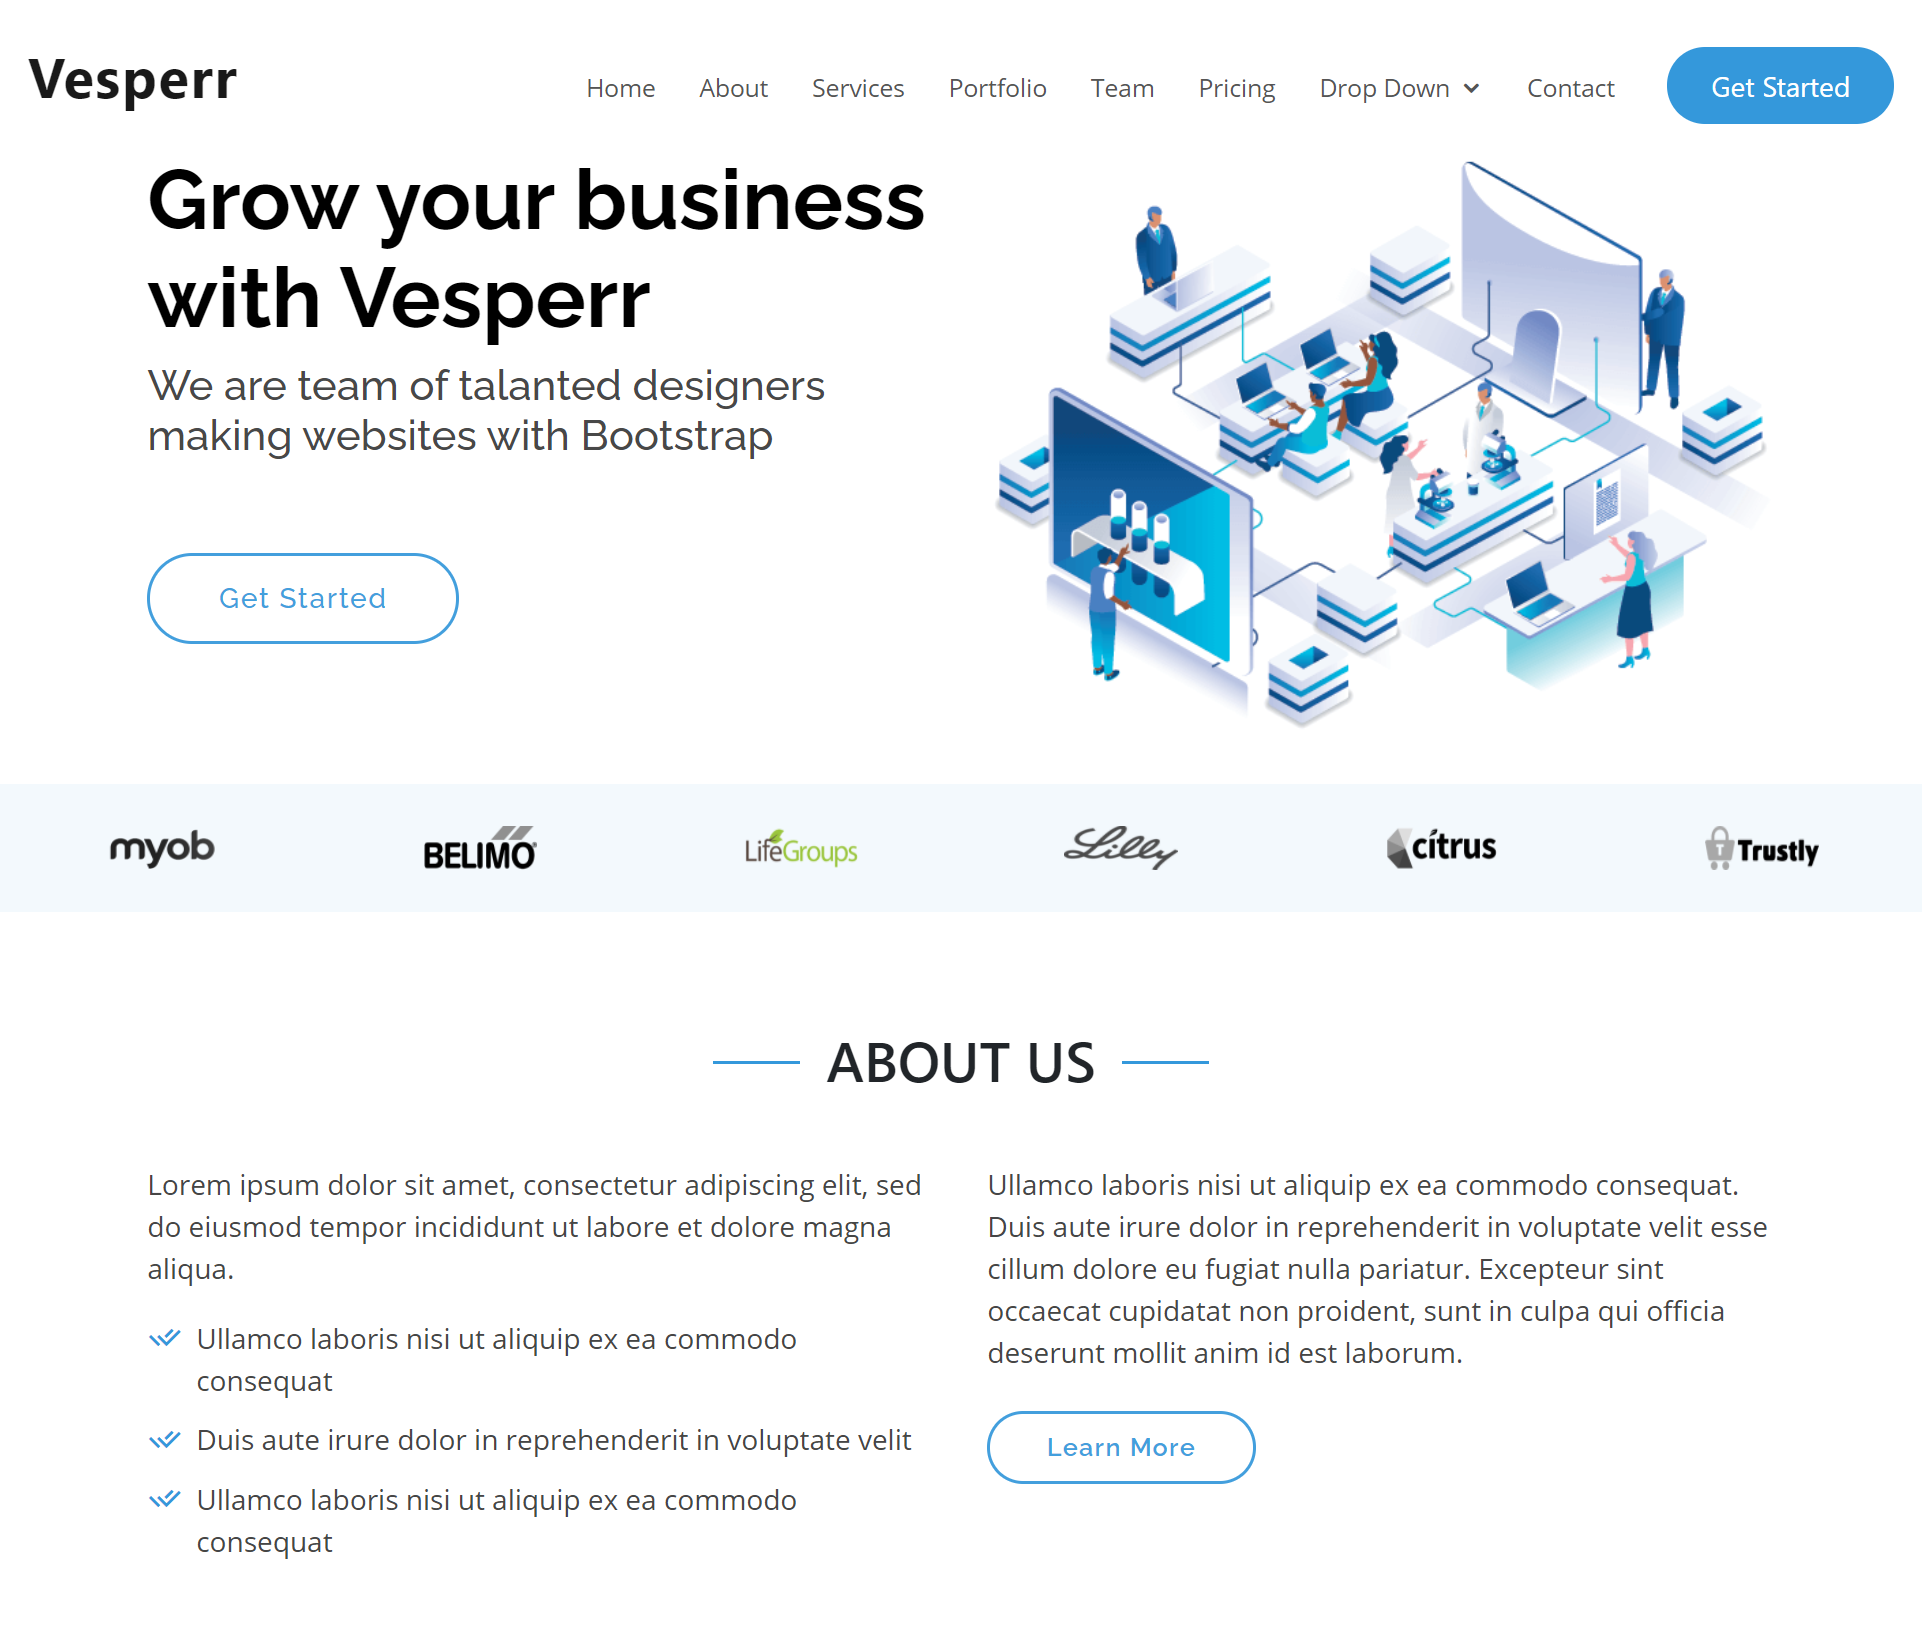 Vesperr
Home About Services Portfolio Team Pricing Drop Down Contact Get Started
Grow your business
with Vesperr
We are team of talanted designers
making websites with Bootstrap
Get Started
myob BELIMO LifeGroups Lilly citrus Trustly
ABOUT US
Lorem ipsum dolor sit amet, consectetur adipiscing elit, sed
do eiusmod tempor incididunt ut labore et dolore magna
aliqua.
Ullamco laboris nisi ut aliquip ex ea commodo
consequat
Duis aute irure dolor in reprehenderit in voluptate velit
Ullamco laboris nisi ut aliquip ex ea commodo
consequat
Ullamco laboris nisi ut aliquip ex ea commodo consequat.
Duis aute irure dolor in reprehenderit in voluptate velit esse
cillum dolore eu fugiat nulla pariatur. Excepteur sint
occaecat cupidatat non proident, sunt in culpa qui officia
deserunt mollit anim id est laborum.
Learn More